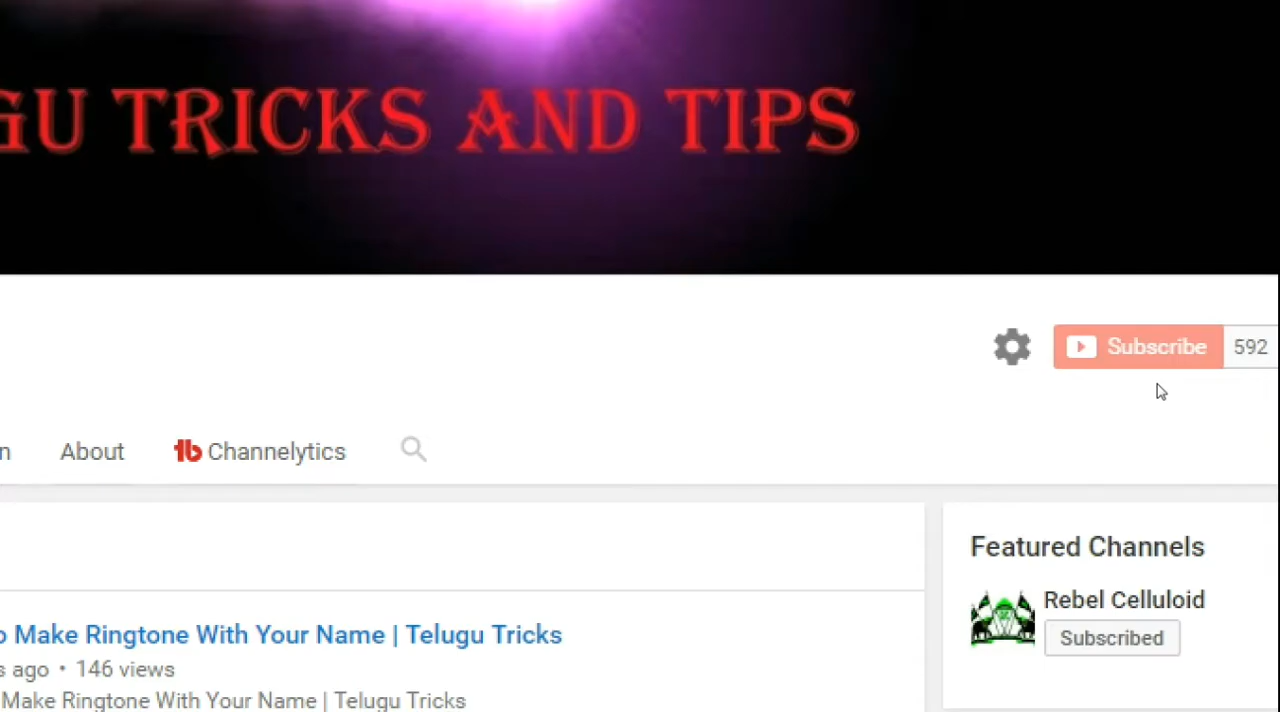 GU TRICKS AND TIPS
Subscribe 592
n About Channelytics
Featured Channels
Rebel Celluloid
Subscribed
o Make Ringtone With Your Name | Telugu Tricks
s ago • 146 views
Make Ringtone With Your Name | Telugu Tricks